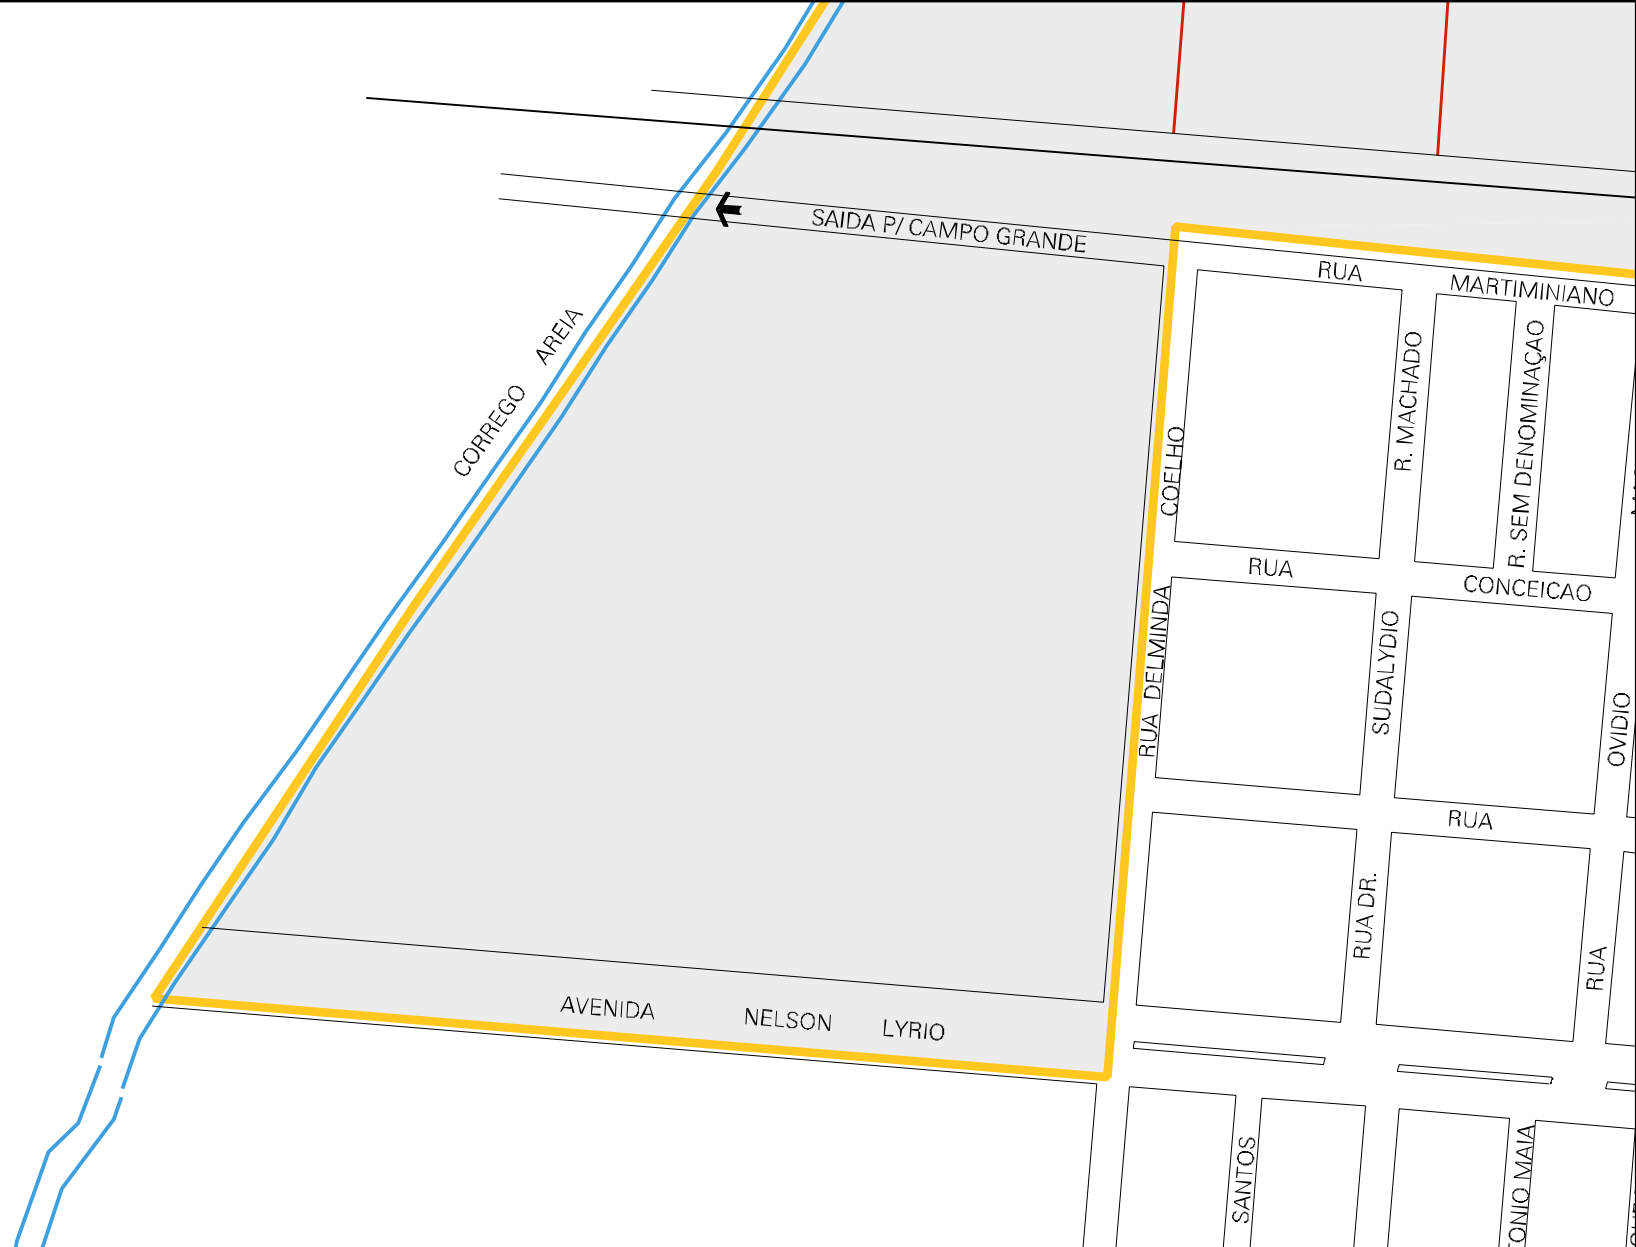 SAIDA P/ CAMPO GRANDE
RUA MARTIMINIANO
CORREGO AREIA
R. MACHADO
R. SEM DENOMINAÇAO
RUA DELMINDA COELHO
RUA CONCEICAO
SUDALYDIO
OVIDIO
RUA
RUA DR.
RUA
AVENIDA NELSON LYRIO
SANTOS
ONIO MAIA